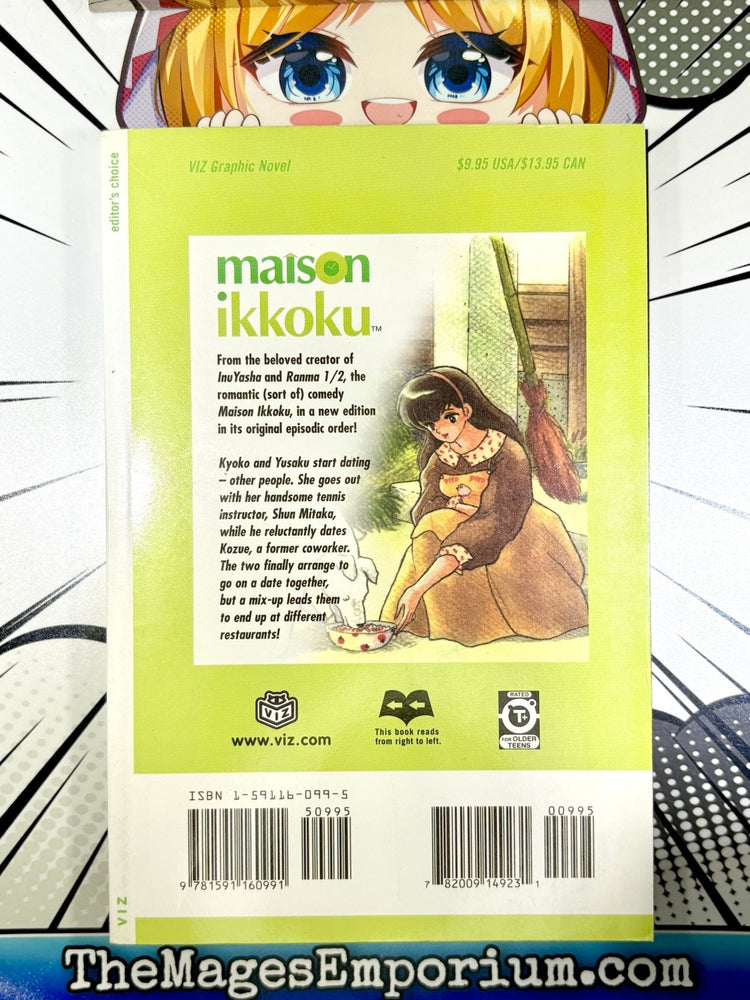 editor's choice
VIZ Graphic Novel
$9.95 USA/$13.95 CAN
maison
ikkoku™
From the beloved creator of
InuYasha and Ranma 1/2, the
romantic (sort of) comedy
Maison Ikkoku, in a new edition
in its original episodic order!
Kyoko and Yusaku start dating
– other people. She goes out
with her handsome tennis
instructor, Shun Mitaka,
while he reluctantly dates
Kozue, a former coworker.
The two finally arrange to
go on a date together,
but a mix-up leads them
to end up at different
restaurants!
PIYO PIYO
VIZ
www.viz.com
This book reads
from right to left.
RATED
T+
FOR OLDER
TEENS
ISBN 1-59116-099-5
50995
9 781591 160991
00995
7 82009 14923 1
VIZ
TheMagesEmporium.com